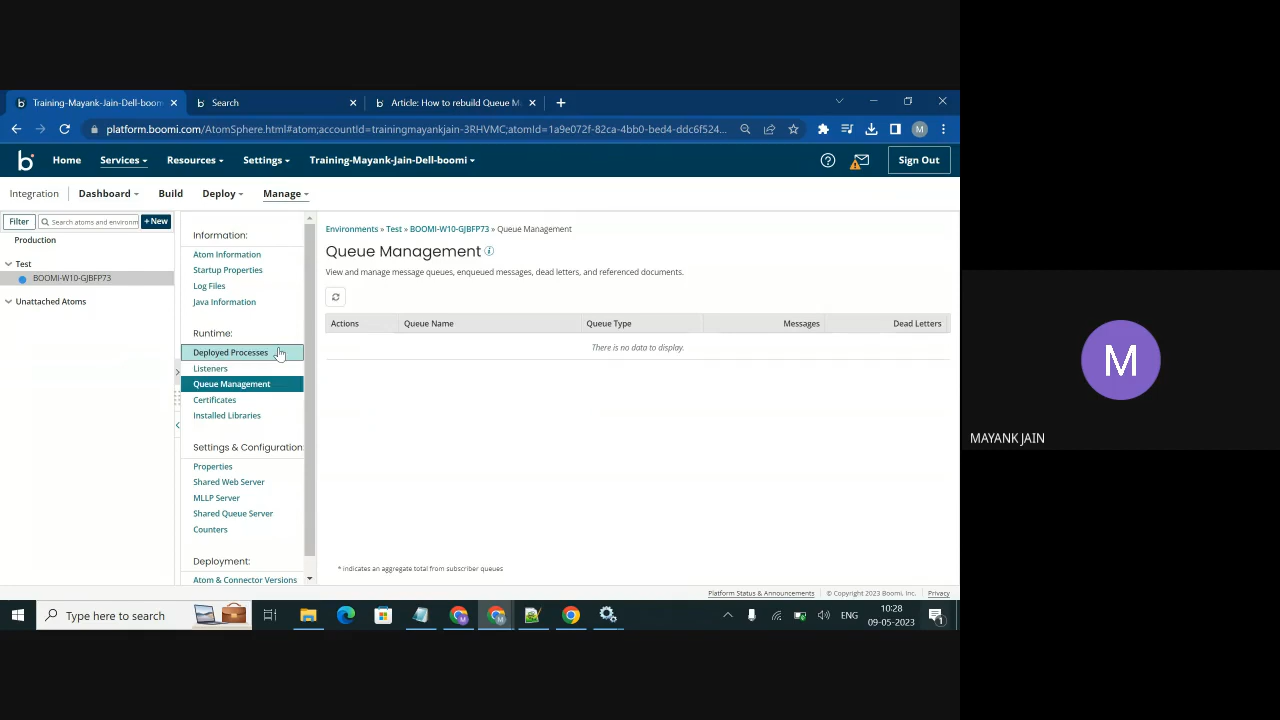 Training-Mayank-Jain-Dell-boom
Search
Article: How to rebuild Queue M
platform.boomi.com/AtomSphere.html#atom;accountId=trainingmayankjain-3RHVMC;atomId=1a9e072f-82ca-4bb0-bed4-ddc6f524...
M
b
Home
Services
Resources
Settings
Training-Mayank-Jain-Dell-boomi
Sign Out
Integration
Dashboard
Build
Deploy
Manage
Filter
Search atoms and environm
+New
Production
Test
BOOMI-W10-GJBFP73
Unattached Atoms
Information:
Atom Information
Startup Properties
Log Files
Java Information
Runtime:
Deployed Processes
Listeners
Queue Management
Certificates
Installed Libraries
Settings & Configuration:
Properties
Shared Web Server
MLLP Server
Shared Queue Server
Counters
Deployment:
Atom & Connector Versions
Environments » Test » BOOMI-W10-GJBFP73 » Queue Management
Queue Management
View and manage message queues, enqueued messages, dead letters, and referenced documents.
Actions Queue Name Queue Type Messages Dead Letters
There is no data to display.
* indicates an aggregate total from subscriber queues
Platform Status & Announcements © Copyright 2023 Boomi, Inc. Privacy
Type here to search
ENG
10:28
09-05-2023
1
M
MAYANK JAIN